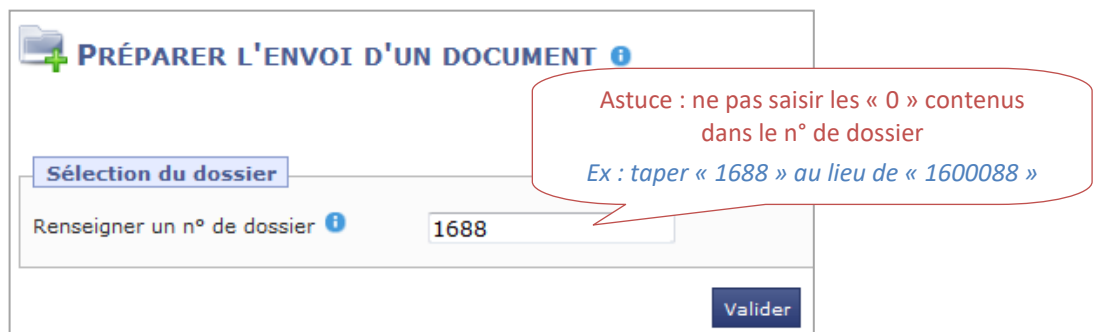 PRÉPARER L'ENVOI D'UN DOCUMENT
Astuce : ne pas saisir les « 0 » contenus
dans le n° de dossier
Ex : taper « 1688 » au lieu de « 1600088 »
Sélection du dossier
Renseigner un n° de dossier
1688
Valider